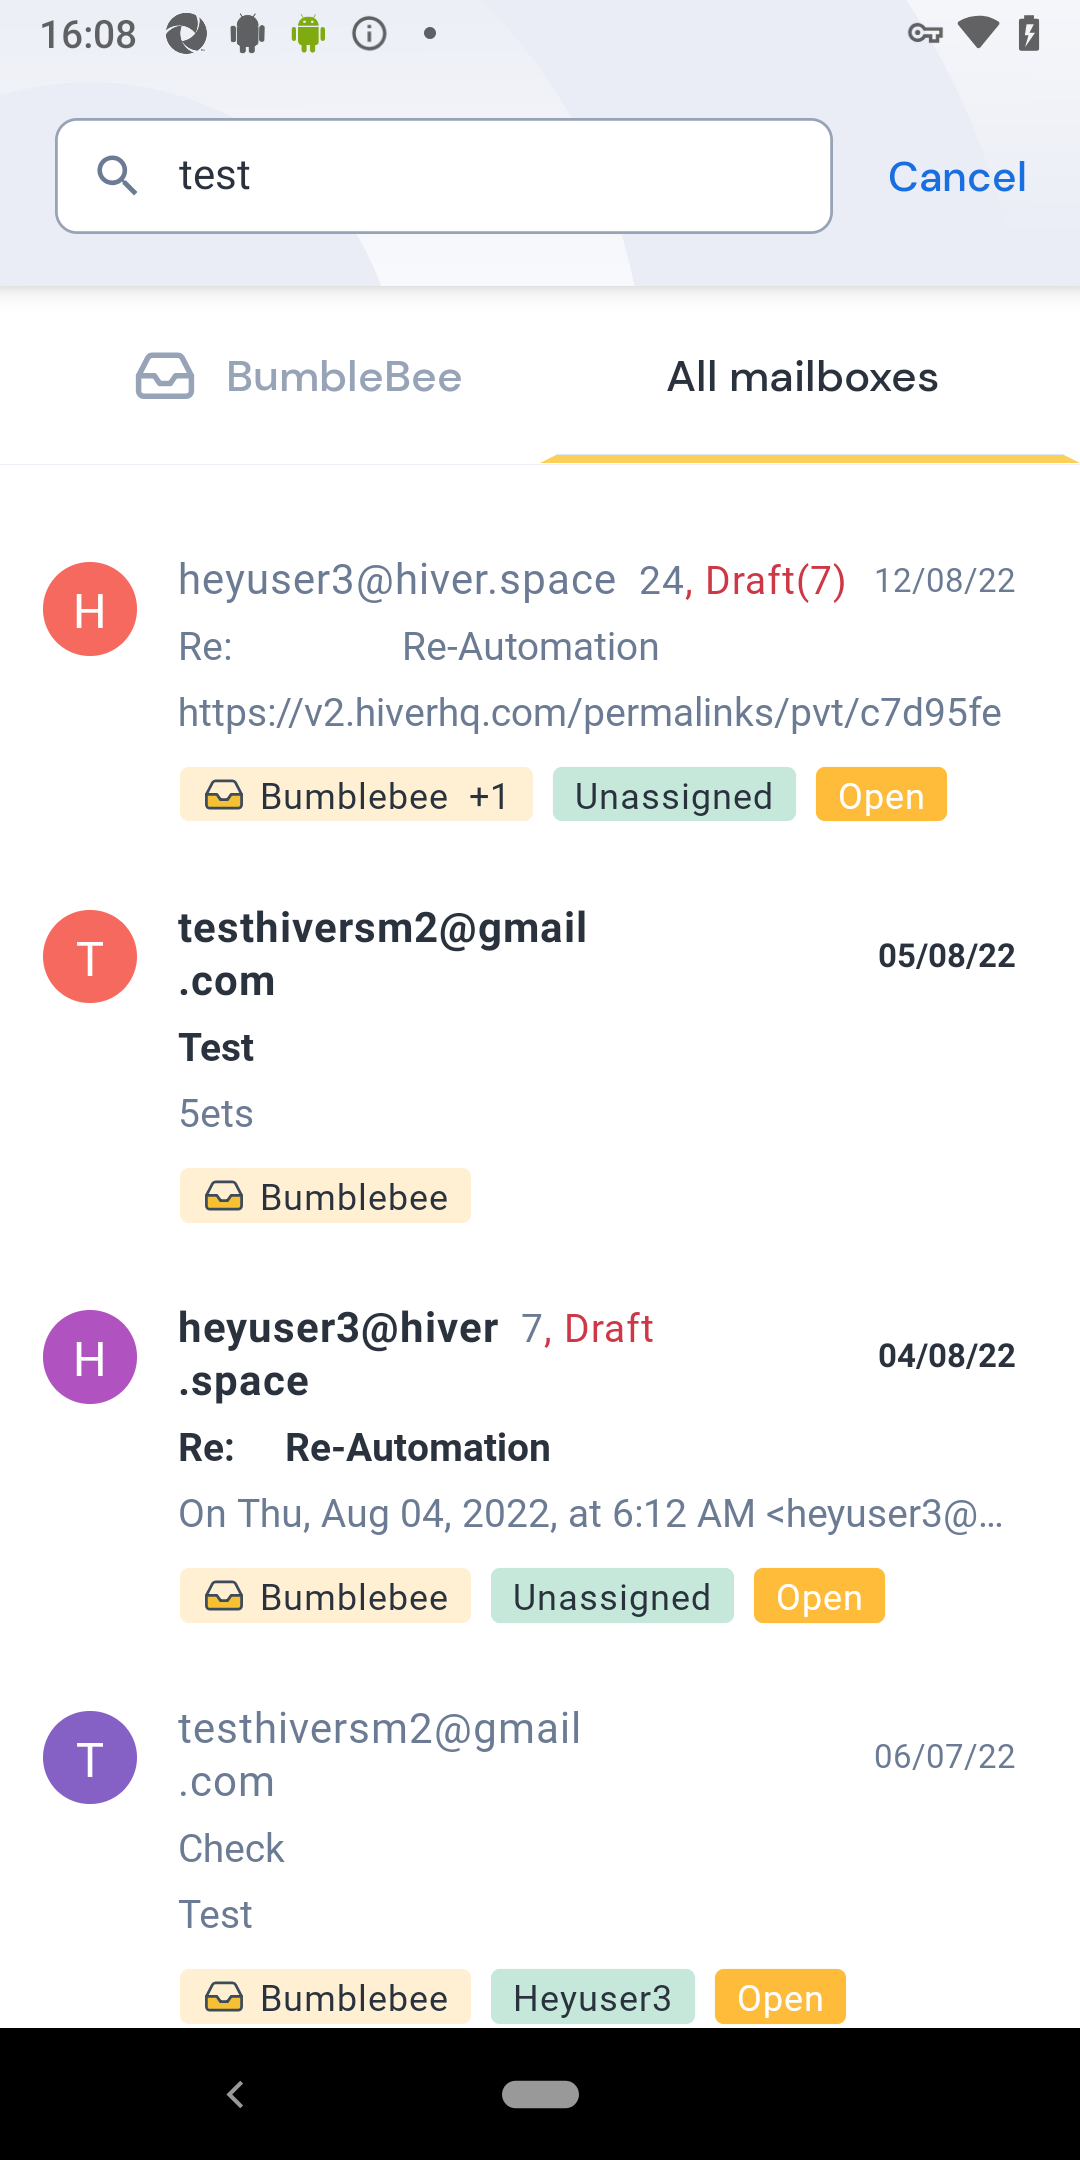 16:08
test
Cancel
BumbleBee
All mailboxes
H
heyuser3@hiver.space 24, Draft(7) 12/08/22
Re: Re-Automation
https://v2.hiverhq.com/permalinks/pvt/c7d95fe
Bumblebee +1 Unassigned Open
T
testhiversm2@gmail
.com
05/08/22
Test
5ets
Bumblebee
H
heyuser3@hiver 7, Draft
.space
04/08/22
Re: Re-Automation
On Thu, Aug 04, 2022, at 6:12 AM <heyuser3@...
Bumblebee Unassigned Open
T
testhiversm2@gmail
.com
06/07/22
Check
Test
Bumblebee Heyuser3 Open